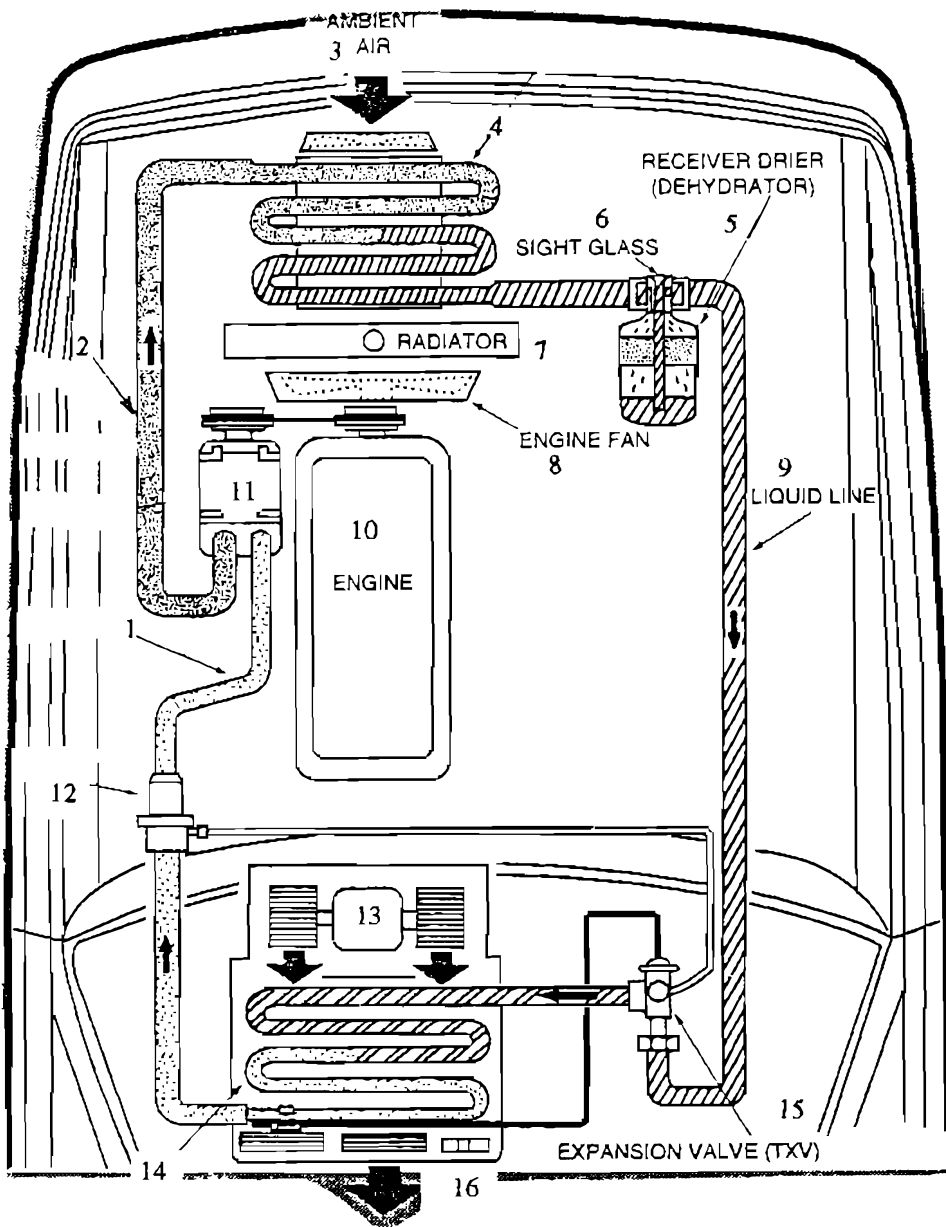 AMBIENT
3 AIR
4
RECEIVER DRIER
(DEHYDRATOR)
5
6
SIGHT GLASS
2
RADIATOR 7
ENGINE FAN
8
9
LIQUID LINE
11
10
ENGINE
1
12
13
15
EXPANSION VALVE (TXV)
14
16